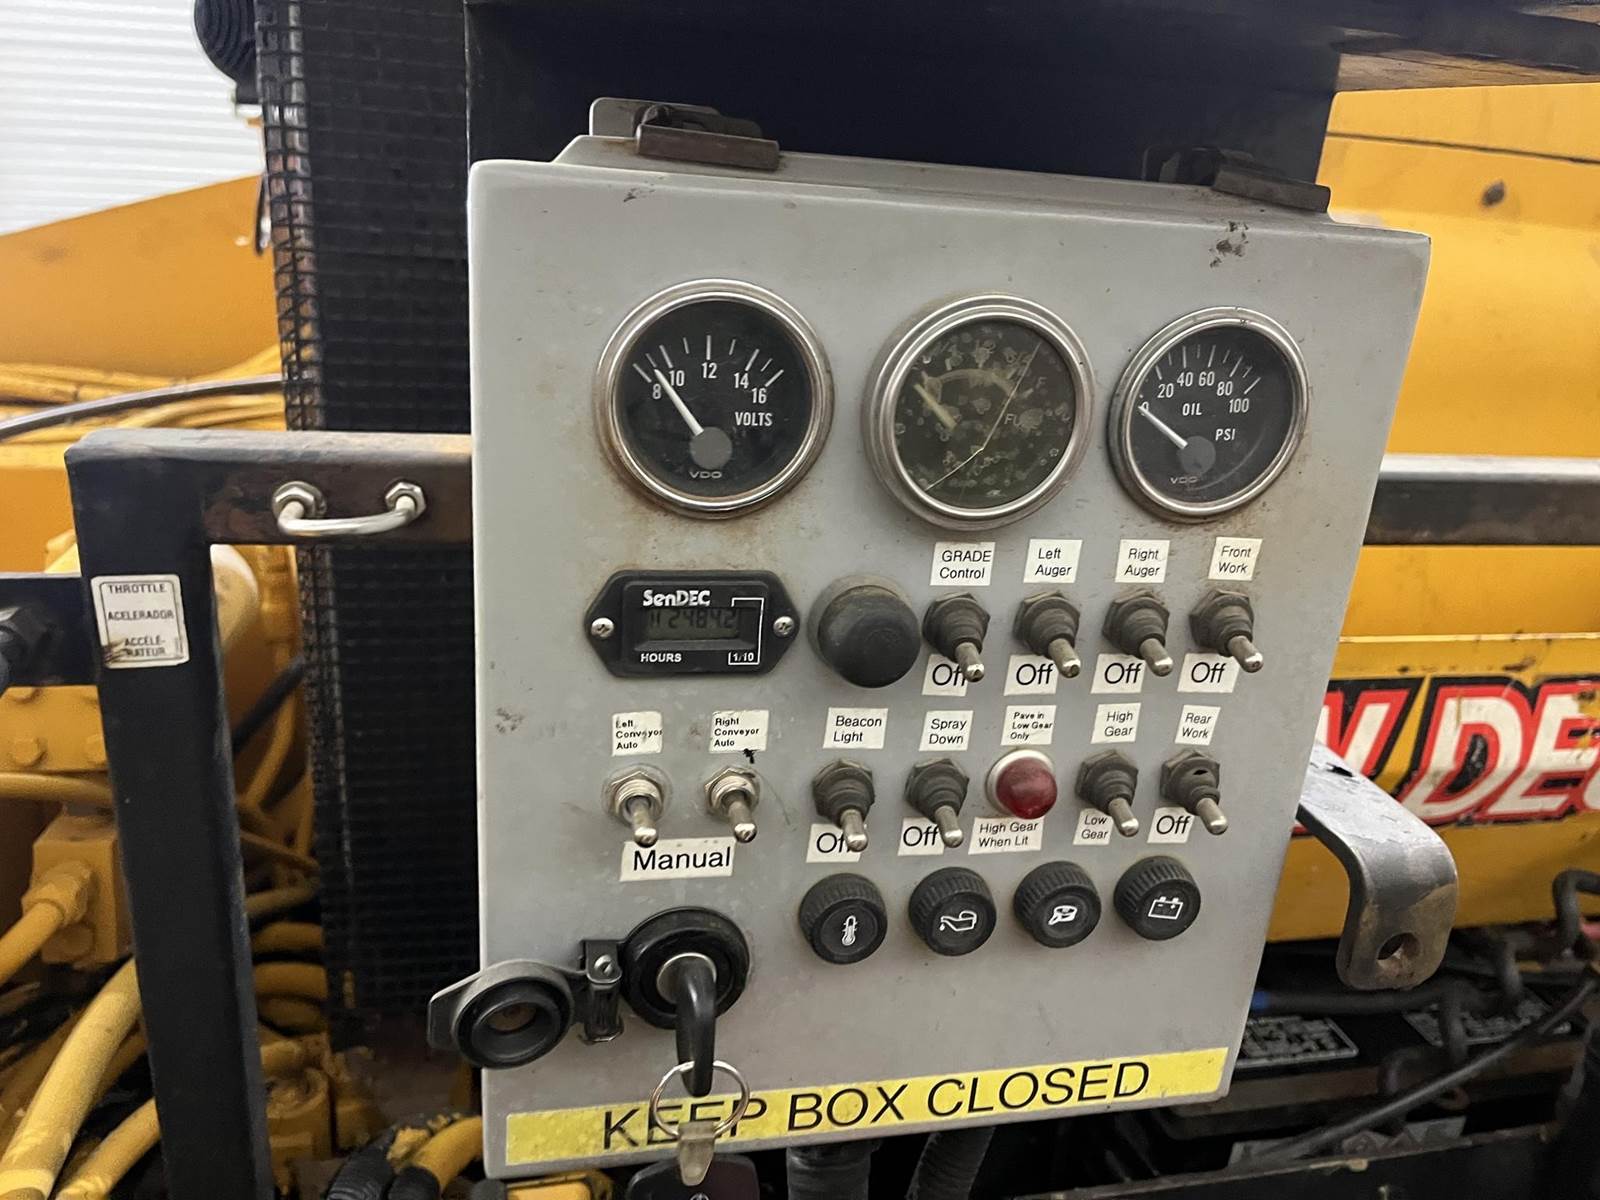 8 10 12 14 16
VOLTS
VDO
0 20 40 60 80 100
OIL
PSI
VDO
SenDEC
HOURS
1/10
GRADE
Control
Left
Auger
Right
Auger
Front
Work
Off
Off
Off
THROTTLE
ACELERADOR
ACCÉLÉ-
RATEUR
Left
Conveyor
Auto
Right
Conveyor
Auto
Beacon
Light
Spray
Down
Pave in
Low Gear
Only
High
Gear
Rear
Work
Manual
Off
High Gear
When Lit
Low
Gear
Off
KEEP BOX CLOSED